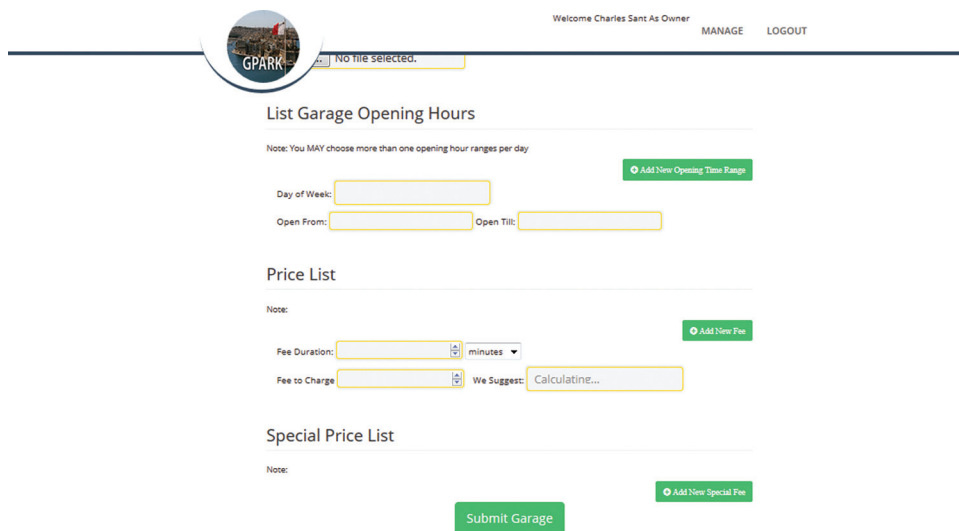 Welcome Charles Sant As Owner
MANAGE LOGOUT
GPARK
... No file selected.
List Garage Opening Hours
Note: You MAY choose more than one opening hour ranges per day
Add New Opening Time Range
Day of Week:
Open From: Open Till:
Price List
Note:
Add New Fee
Fee Duration: minutes
Fee to Charge We Suggest: Calculating...
Special Price List
Note:
Add New Special Fee
Submit Garage